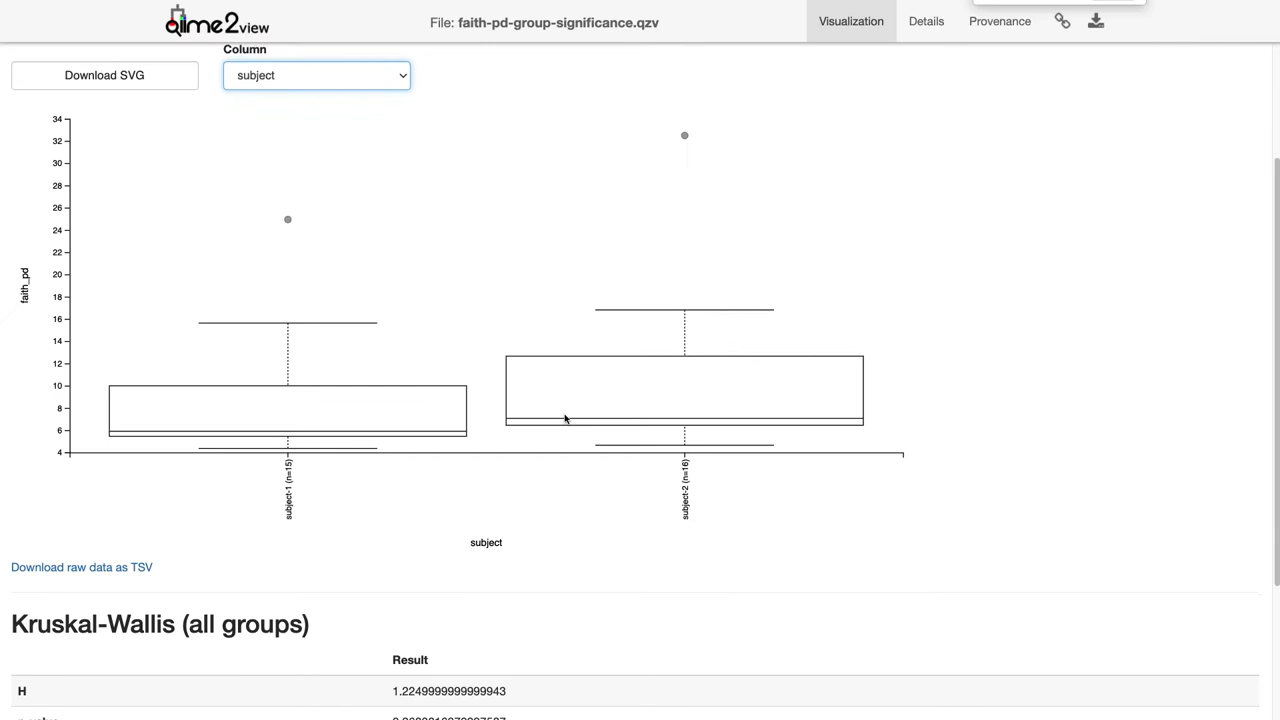 qiime2view
File: faith-pd-group-significance.qzv
Visualization
Details
Provenance
Column
Download SVG
subject
34
32
30
28
26
24
22
20
18
16
14
12
10
8
6
4
faith_pd
subject-1 (n=15)
subject-2 (n=16)
subject
Download raw data as TSV
Kruskal-Wallis (all groups)
Result
H 1.2249999999999943